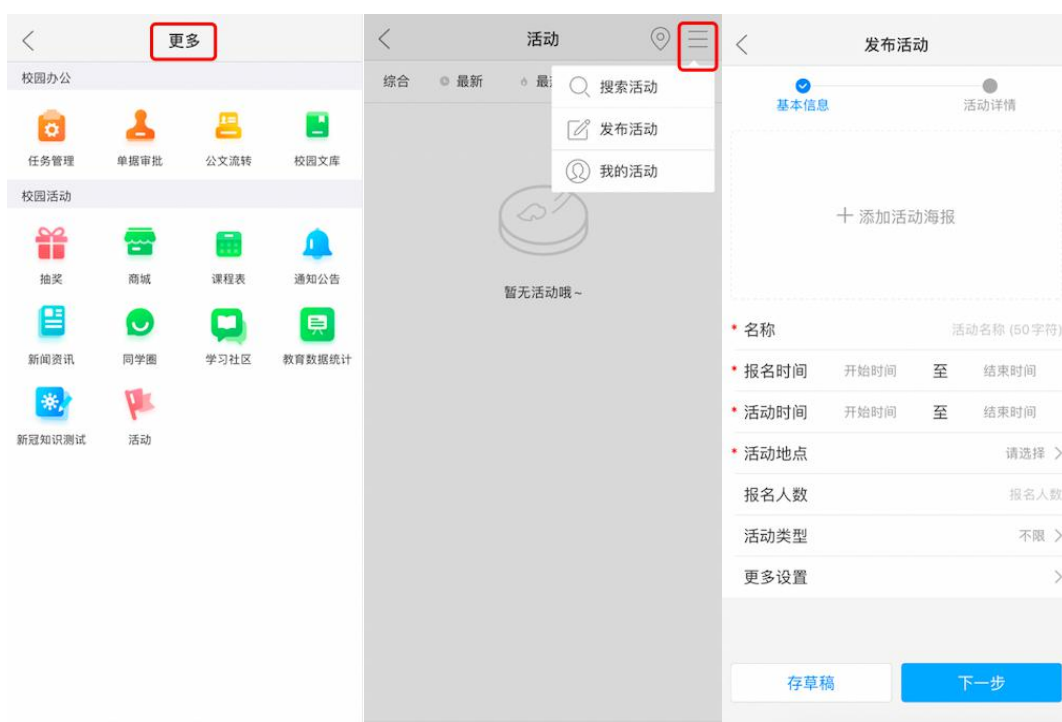 更多
校园办公
任务管理 单据审批 公文流转 校园文库
校园活动
抽奖 商城 课程表 通知公告
新闻资讯 同学圈 学习社区 教育数据统计
新冠知识测试 活动
活动
综合 最新 最
搜索活动
发布活动
我的活动
暂无活动哦~
发布活动
基本信息 活动详情
+ 添加活动海报
* 名称 活动名称 (50字符)
* 报名时间 开始时间 至 结束时间
* 活动时间 开始时间 至 结束时间
* 活动地点 请选择 >
报名人数 报名人数
活动类型 不限 >
更多设置 >
存草稿 下一步